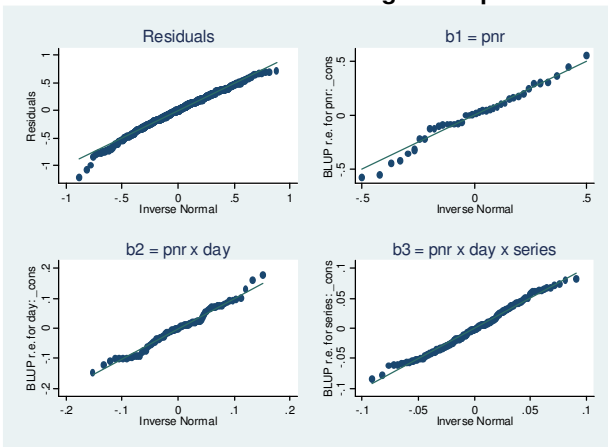 Residuals
Residuals
-1 -.5 0 .5 1
-1 -.5 0 .5 1
Inverse Normal
b1 = pnr
BLUP r.e. for pnr: _cons
-.5 0 .5
-.5 0 .5
Inverse Normal
b2 = pnr x day
BLUP r.e. for day: _cons
-.2 -.1 0 .1 .2
-.2 -.1 0 .1 .2
Inverse Normal
b3 = pnr x day x series
BLUP r.e. for series: _cons
-.1 -.05 0 .05 .1
-.1 -.05 0 .05 .1
Inverse Normal